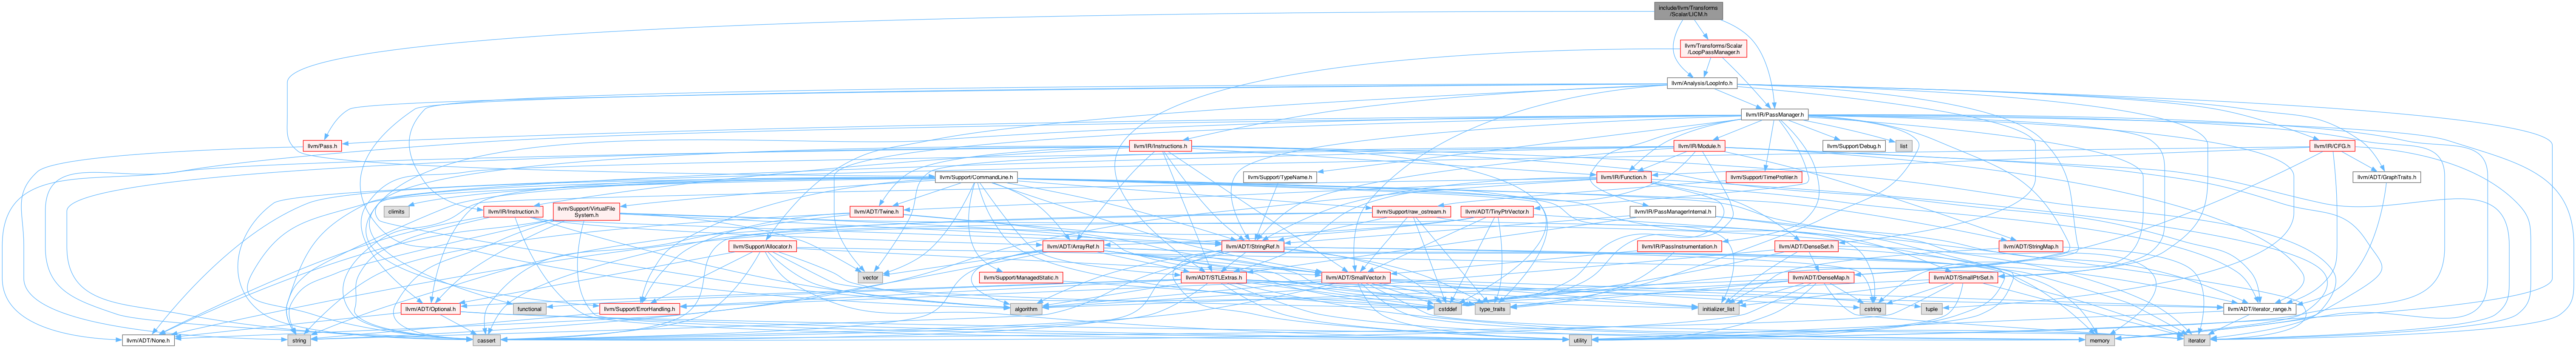 include/llvm/Transforms
/Scalar/LICM.h
llvm/Transforms/Scalar
/LoopPassManager.h
llvm/Analysis/LoopInfo.h
llvm/IR/PassManager.h
llvm/Pass.h
llvm/IR/Instructions.h
llvm/IR/Module.h
llvm/Support/Debug.h
list
llvm/IR/CFG.h
llvm/Support/CommandLine.h
llvm/Support/TypeName.h
llvm/IR/Function.h
llvm/Support/TimeProfiler.h
llvm/ADT/GraphTraits.h
climits
llvm/IR/Instruction.h
llvm/Support/VirtualFile
System.h
llvm/ADT/Twine.h
llvm/Support/raw_ostream.h
llvm/ADT/TinyPtrVector.h
llvm/IR/PassManagerInternal.h
llvm/Support/Allocator.h
llvm/ADT/ArrayRef.h
llvm/ADT/StringRef.h
llvm/IR/PassInstrumentation.h
llvm/ADT/DenseSet.h
llvm/ADT/StringMap.h
vector
llvm/Support/ManagedStatic.h
llvm/ADT/STLExtras.h
llvm/ADT/SmallVector.h
llvm/ADT/DenseMap.h
llvm/ADT/SmallPtrSet.h
llvm/ADT/Optional.h
functional
llvm/Support/ErrorHandling.h
algorithm
cstddef
type_traits
initializer_list
cstring
tuple
llvm/ADT/iterator_range.h
llvm/ADT/None.h
string
cassert
utility
memory
iterator